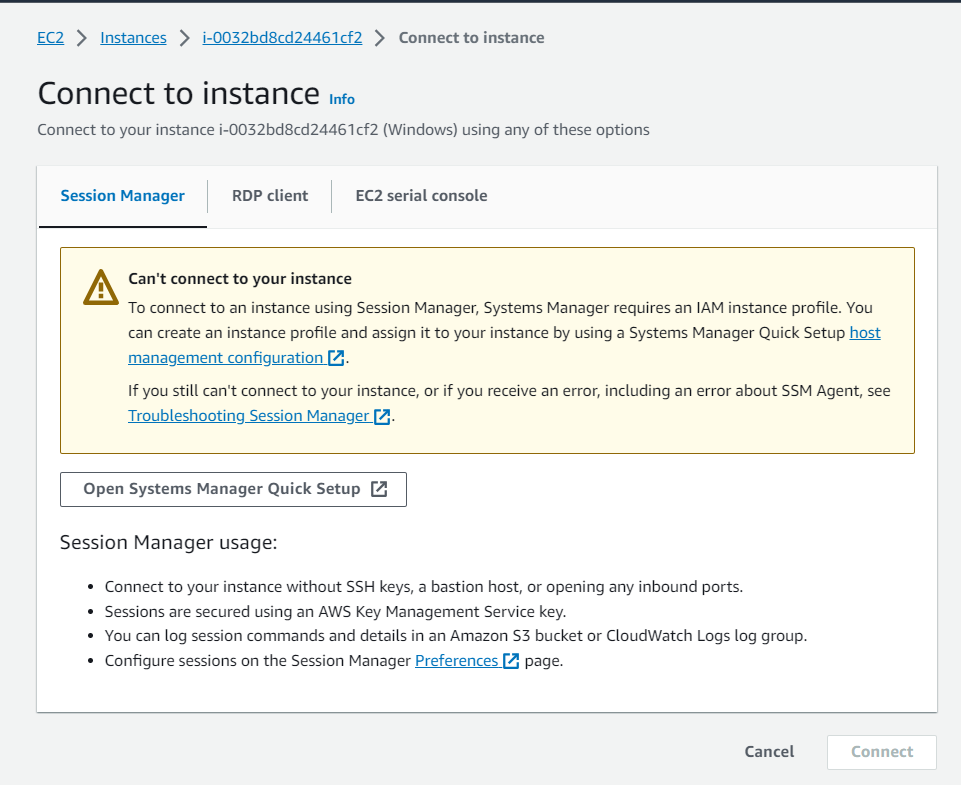 EC2 > Instances > i-0032bd8cd24461cf2 > Connect to instance
Connect to instance Info
Connect to your instance i-0032bd8cd24461cf2 (Windows) using any of these options
Session Manager RDP client EC2 serial console
Can't connect to your instance
To connect to an instance using Session Manager, Systems Manager requires an IAM instance profile. You
can create an instance profile and assign it to your instance by using a Systems Manager Quick Setup host
management configuration.
If you still can't connect to your instance, or if you receive an error, including an error about SSM Agent, see
Troubleshooting Session Manager.
Open Systems Manager Quick Setup
Session Manager usage:
• Connect to your instance without SSH keys, a bastion host, or opening any inbound ports.
• Sessions are secured using an AWS Key Management Service key.
• You can log session commands and details in an Amazon S3 bucket or CloudWatch Logs log group.
• Configure sessions on the Session Manager Preferences page.
Cancel Connect